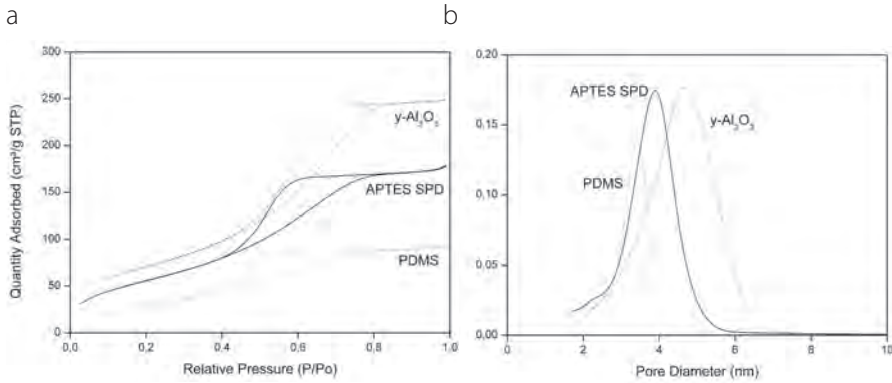 a
b
300
250
200
150
100
50
0
Quantity Adsorbed (cm³/g STP)
0,0
0,2
0,4
0,6
0,8
1,0
Relative Pressure (P/Po)
y-Al₂O₃
APTES SPD
PDMS
0,20
0,15
0,10
0,05
0,00
0
2
4
6
8
10
Pore Diameter (nm)
APTES SPD
y-Al₂O₃
PDMS